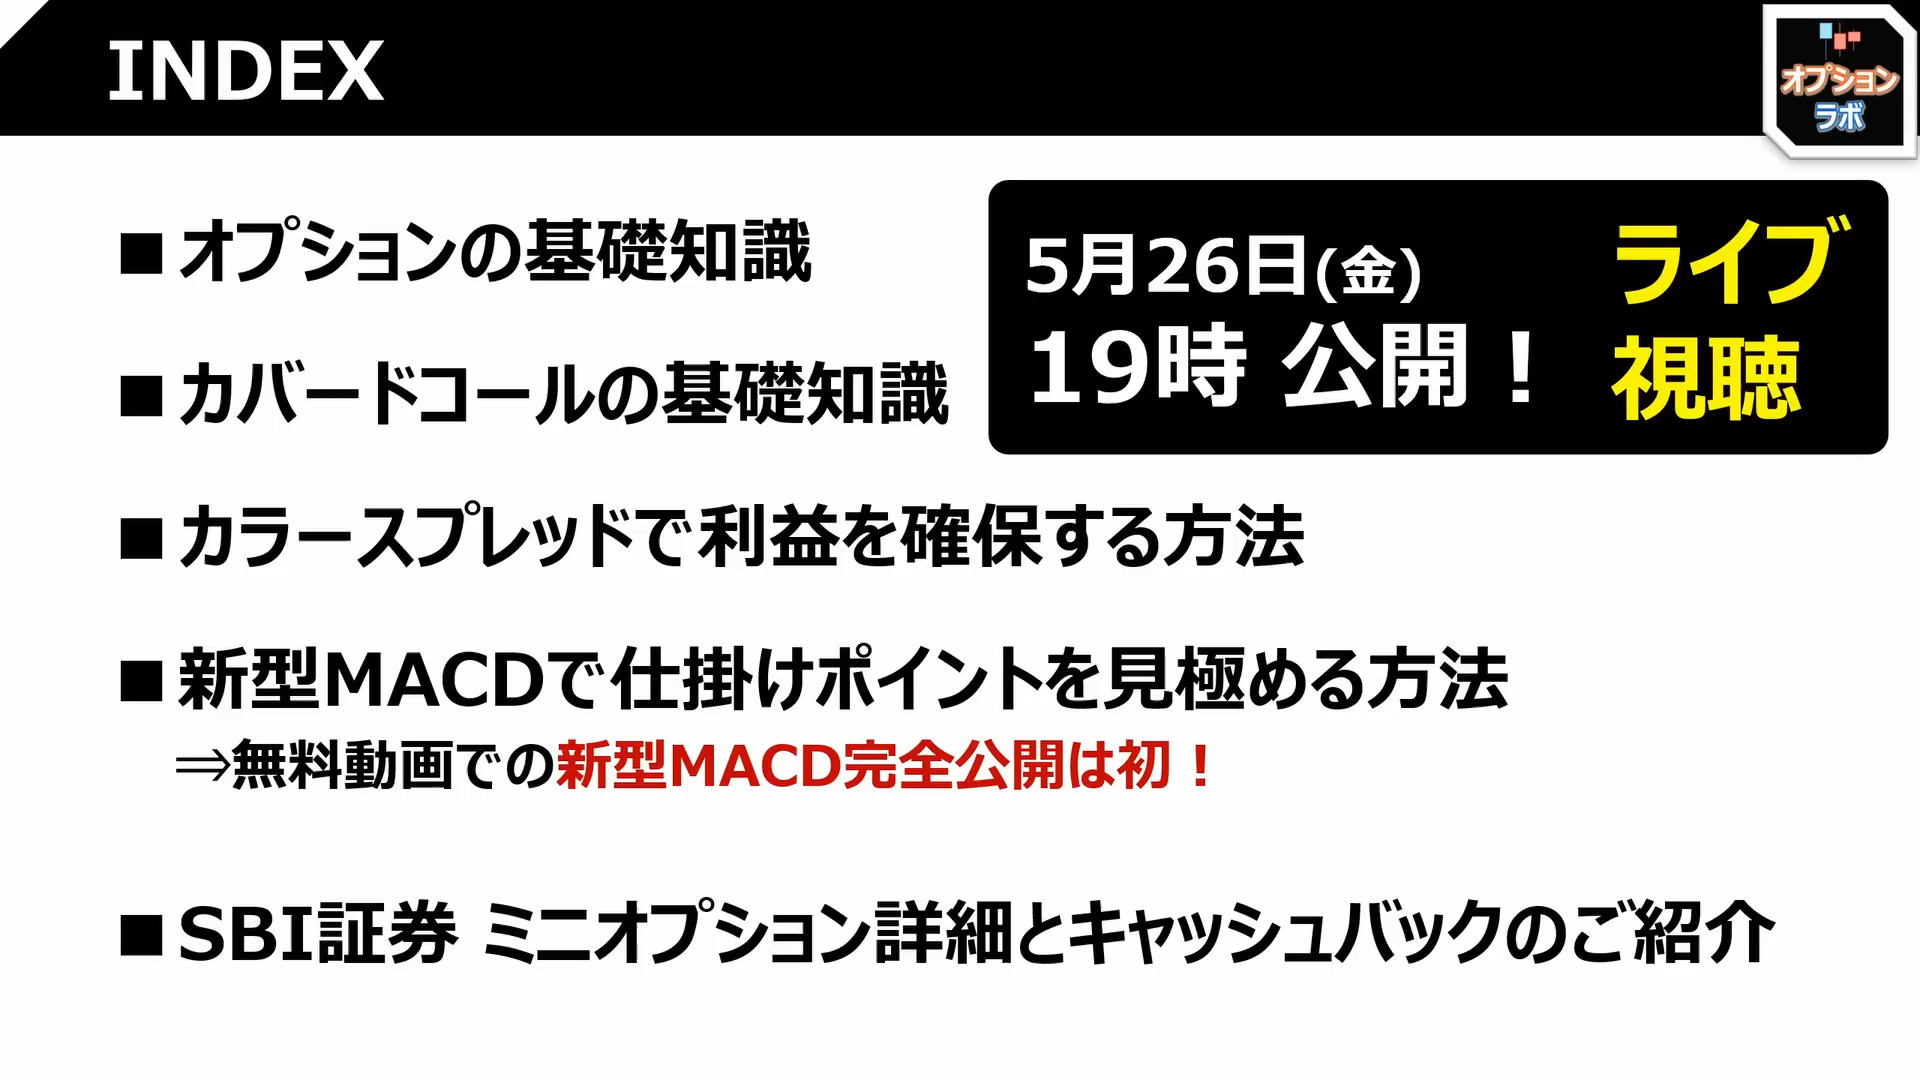 INDEX
オプション
ラボ
■オプションの基礎知識
5月26日(金)
19時 公開！
ライブ
視聴
■カバードコールの基礎知識
■カラースプレッドで利益を確保する方法
■新型MACDで仕掛けポイントを見極める方法
⇒無料動画での新型MACD完全公開は初！
■SBI証券 ミニオプション詳細とキャッシュバックのご紹介